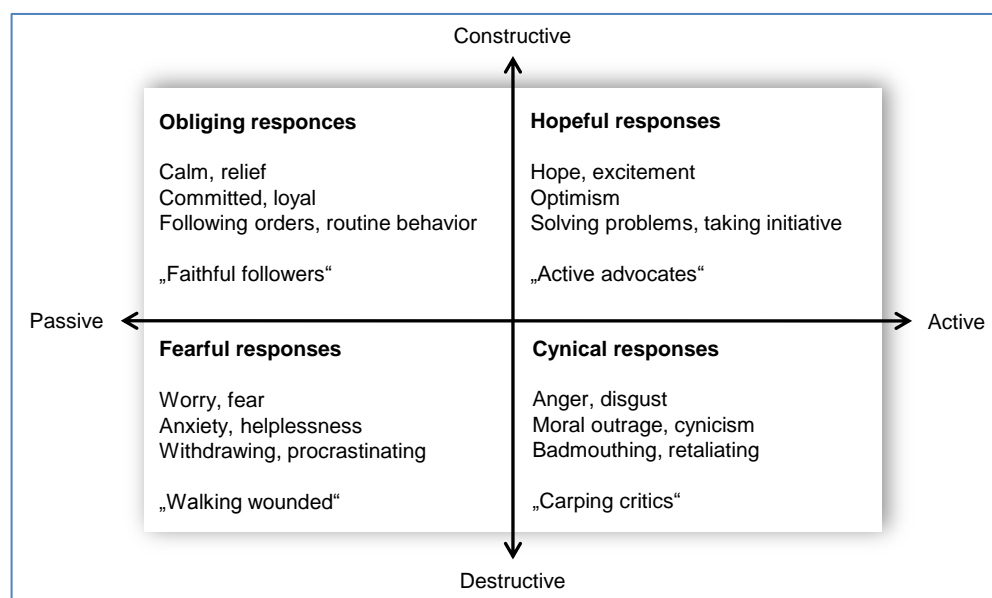 Constructive
Obliging responces
Calm, relief
Committed, loyal
Following orders, routine behavior
„Faithful followers“
Hopeful responses
Hope, excitement
Optimism
Solving problems, taking initiative
„Active advocates“
Passive
Active
Fearful responses
Worry, fear
Anxiety, helplessness
Withdrawing, procrastinating
„Walking wounded“
Cynical responses
Anger, disgust
Moral outrage, cynicism
Badmouthing, retaliating
„Carping critics“
Destructive